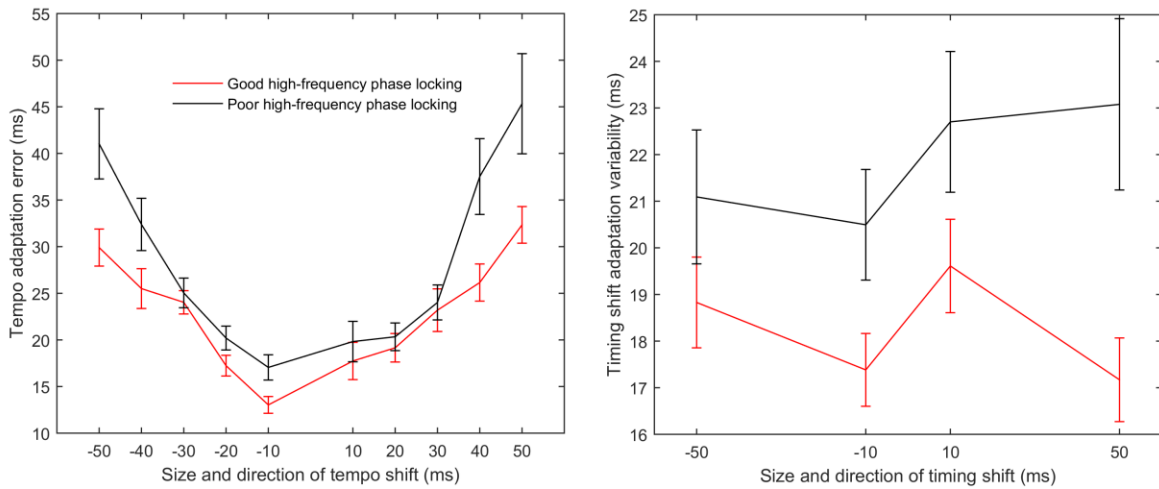 55
50
45
40
35
30
25
20
15
10
Tempo adaptation error (ms)
Good high-frequency phase locking
Poor high-frequency phase locking
-50 -40 -30 -20 -10 10 20 30 40 50
Size and direction of tempo shift (ms)
25
24
23
22
21
20
19
18
17
16
Timing shift adaptation variability (ms)
-50 -10 10 50
Size and direction of timing shift (ms)